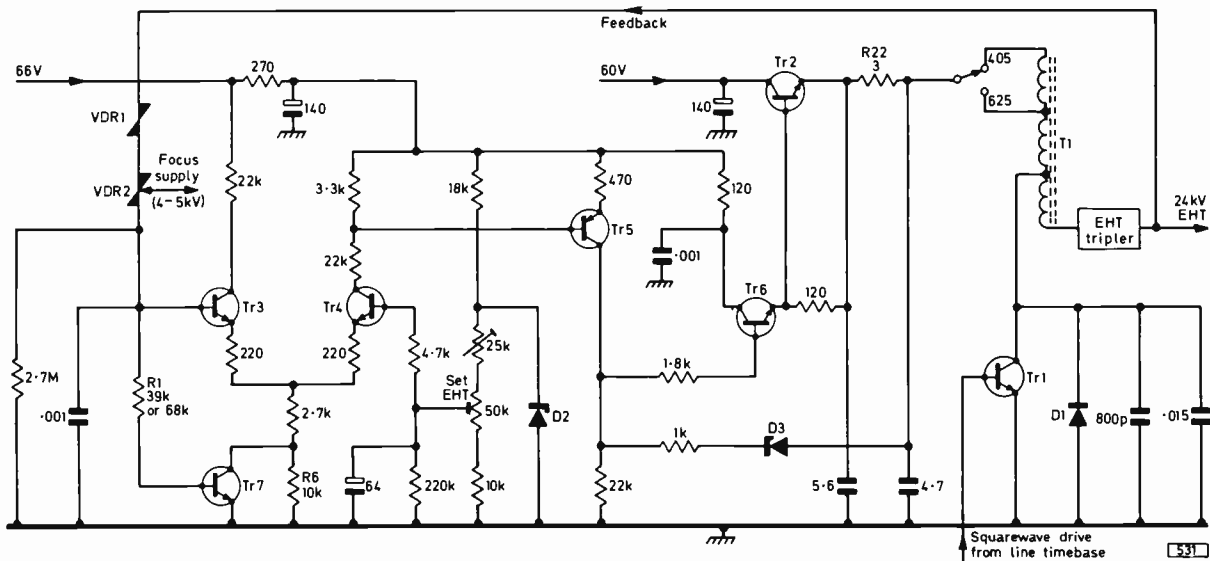 Feedback
66V
270
60V
Tr2
R22
3
405
625
140
140
VDR1
VDR2
Focus
supply
(4-5kV)
22k
3·3k
18k
470
120
T1
24kV
EHT
EHT
tripler
Tr5
·001
22k
Tr6
120
Tr3
Tr4
220
220
4·7k
25k
1·8k
Tr1
2·7M
·001
R1
39k
or 68k
2·7k
Set
EHT
50k
D2
1k
D3
D1
800p
·015
Tr7
R6
10k
64
220k
10k
22k
5·6
4·7
Squarewave drive
from line timebase
531